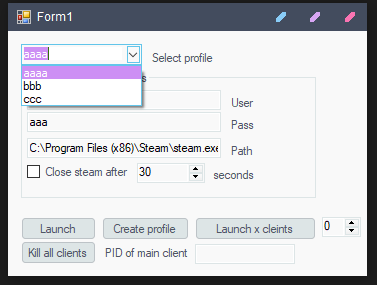 Form1
aaaa
Select profile
aaaa
bbb
ccc
s
User
aaa
Pass
C:\Program Files (x86)\Steam\steam.exe
Path
Close steam after 30 seconds
Launch Create profile Launch x cleints 0
Kill all clients PID of main client